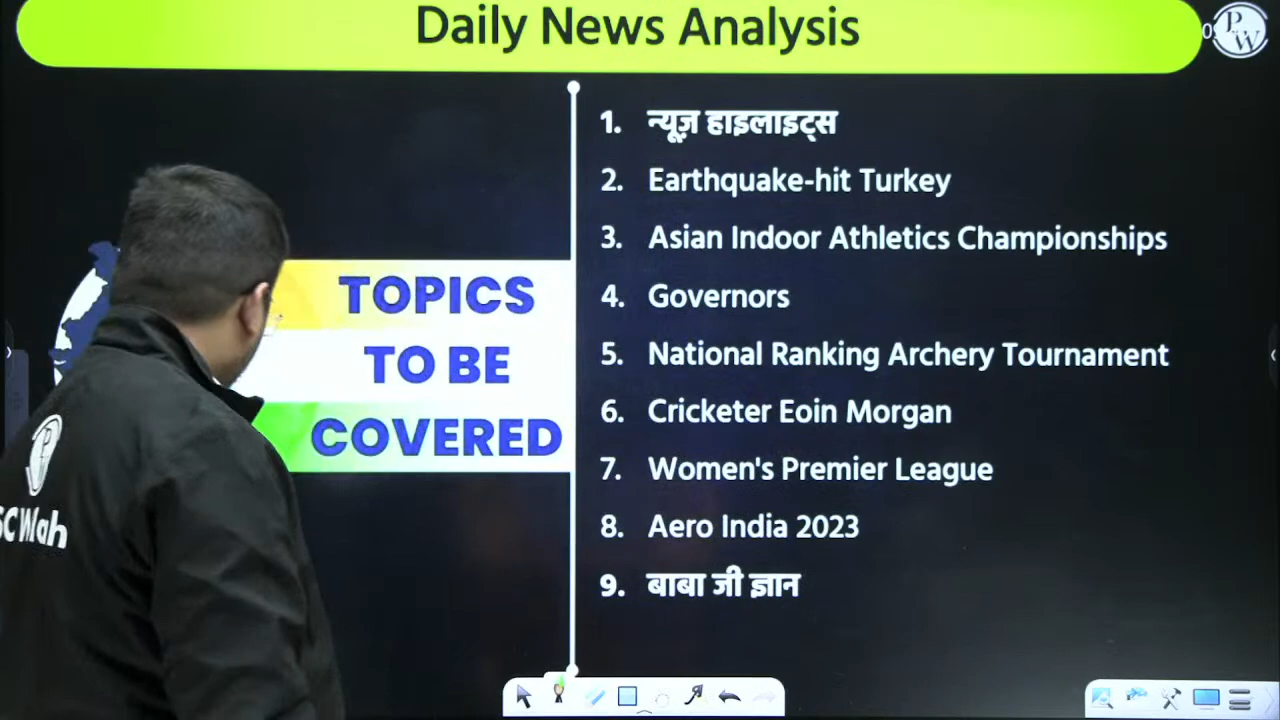 Daily News Analysis
PW
TOPICS
TO BE
COVERED
1. न्यूज़ हाइलाइट्स
2. Earthquake-hit Turkey
3. Asian Indoor Athletics Championships
4. Governors
5. National Ranking Archery Tournament
6. Cricketer Eoin Morgan
7. Women's Premier League
8. Aero India 2023
9. बाबा जी ज्ञान